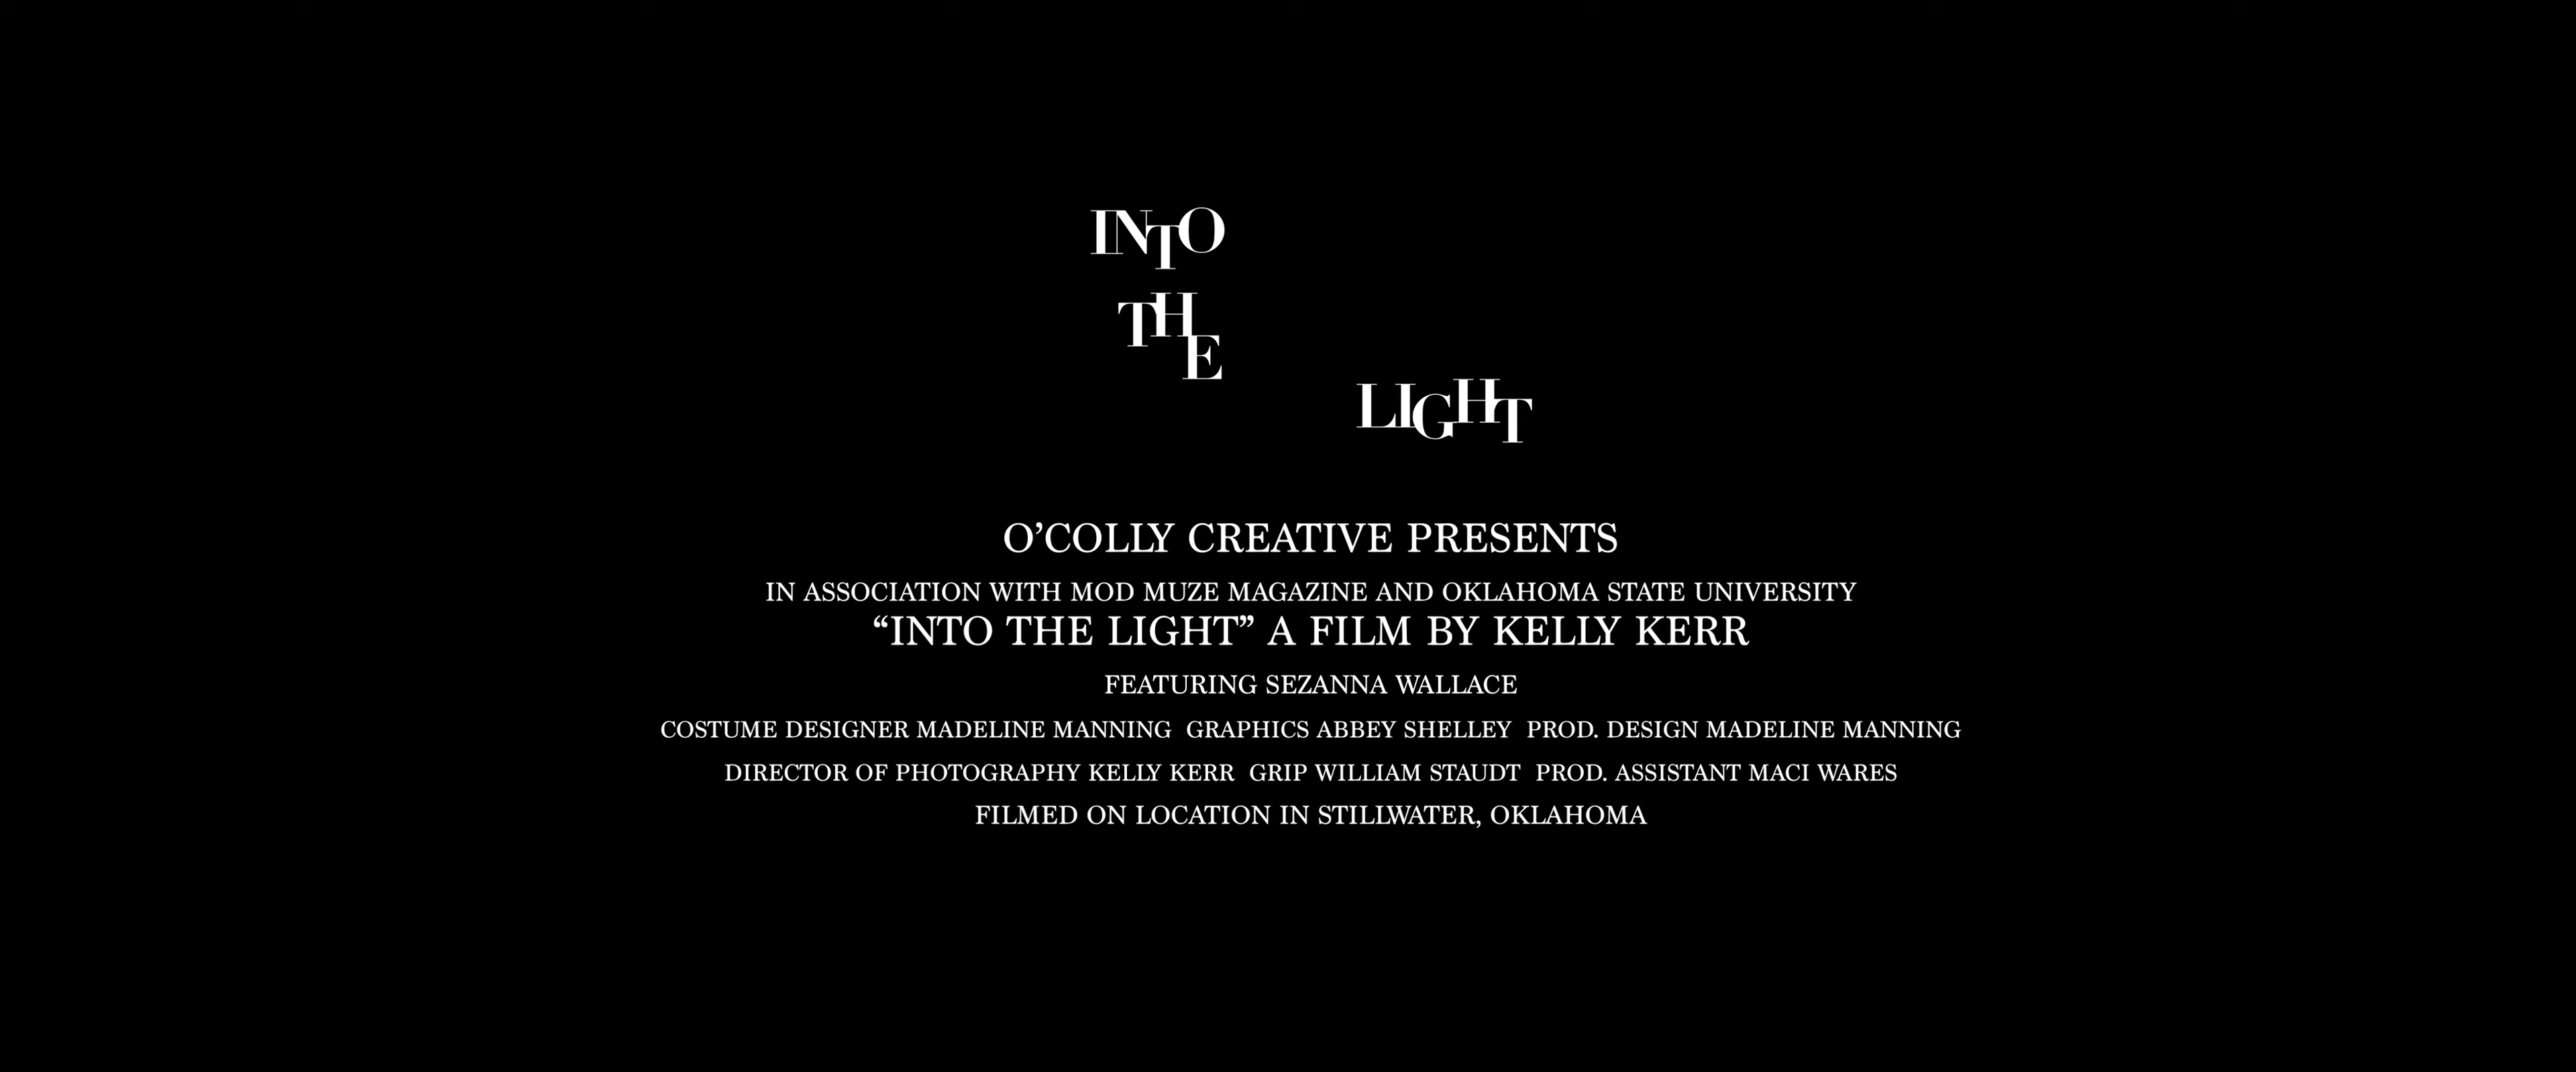 INTO
THE
LIGHT
O’COLLY CREATIVE PRESENTS
IN ASSOCIATION WITH MOD MUZE MAGAZINE AND OKLAHOMA STATE UNIVERSITY
“INTO THE LIGHT” A FILM BY KELLY KERR
FEATURING SEZANNA WALLACE
COSTUME DESIGNER MADELINE MANNING  GRAPHICS ABBEY SHELLEY  PROD. DESIGN MADELINE MANNING
DIRECTOR OF PHOTOGRAPHY KELLY KERR  GRIP WILLIAM STAUDT  PROD. ASSISTANT MACI WARES
FILMED ON LOCATION IN STILLWATER, OKLAHOMA